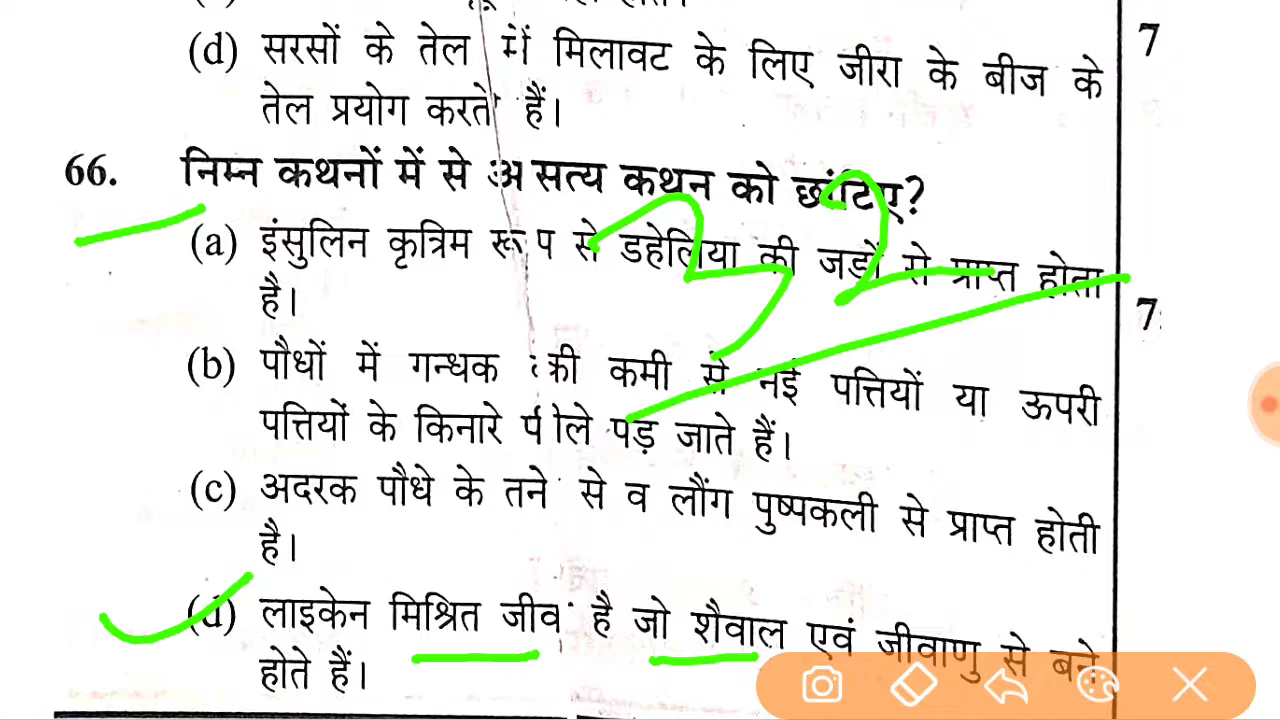 (d) सरसों के तेल में मिलावट के लिए जीरा के बीज के
तेल प्रयोग करते हैं।
7
66. निम्न कथनों में से असत्य कथन को छांटिए?
(a) इंसुलिन कृत्रिम रूप से डहेलिया की जड़ों से प्राप्त होता
है।
7
(b) पौधों में गन्धक की कमी से नई पत्तियों या ऊपरी
पत्तियों के किनारे पीले पड़ जाते हैं।
(c) अदरक पौधे के तने से व लौंग पुष्पकली से प्राप्त होती
है।
(d) लाइकेन मिश्रित जीव है जो शैवाल एवं जीवाणु से बने
होते हैं।